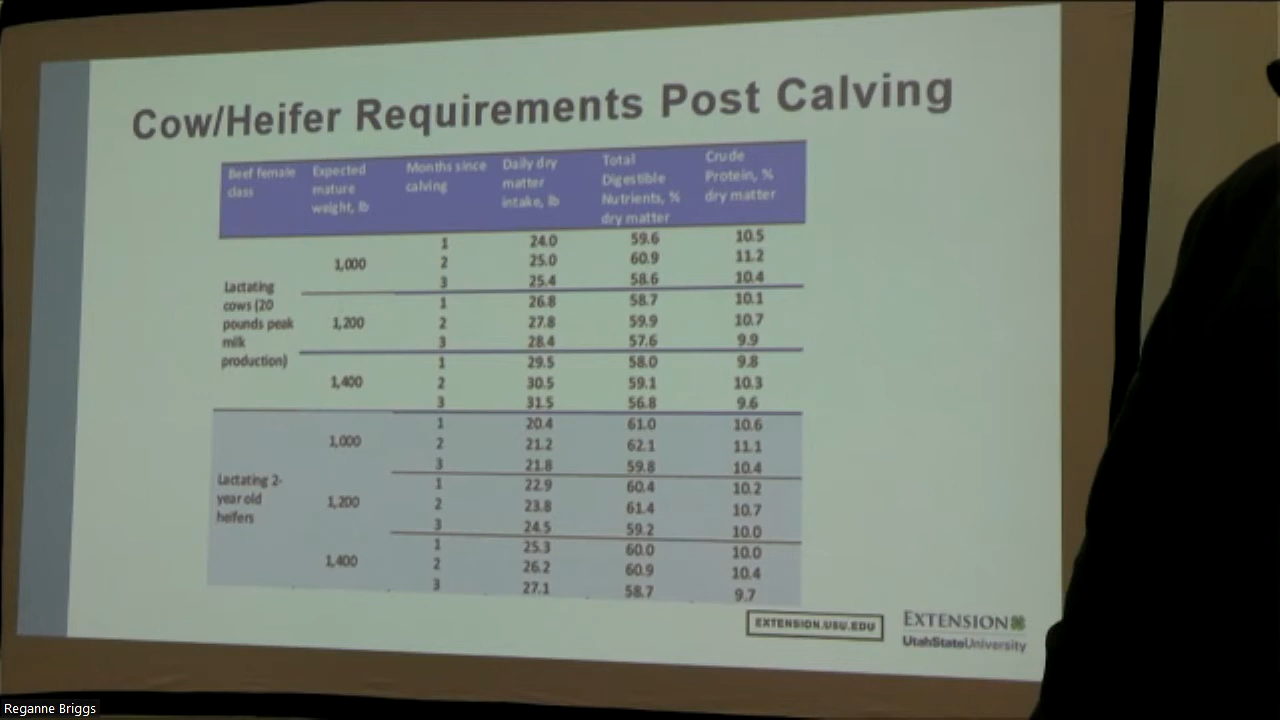 Cow/Heifer Requirements Post Calving
Beef female class Expected mature weight, lb Months since calving Daily dry matter intake, lb Total Digestible Nutrients, % dry matter Crude Protein, % dry matter
Lactating cows (20 pounds peak milk production)
1,000
1 24.0 59.6 10.5
2 25.0 60.9 11.2
3 25.4 58.6 10.4
1,200
1 26.8 58.7 10.1
2 27.8 59.9 10.7
3 28.4 57.6 9.9
1,400
1 29.5 58.0 9.8
2 30.5 59.1 10.3
3 31.5 56.8 9.6
Lactating 2-year old heifers
1,000
1 20.4 61.0 10.6
2 21.2 62.1 11.1
3 21.8 59.8 10.4
1,200
1 22.9 60.4 10.2
2 23.8 61.4 10.7
3 24.5 59.2 10.0
1,400
1 25.3 60.0 10.0
2 26.2 60.9 10.4
3 27.1 58.7 9.7
EXTENSION.USU.EDU
EXTENSION
UtahStateUniversity
Reganne Briggs